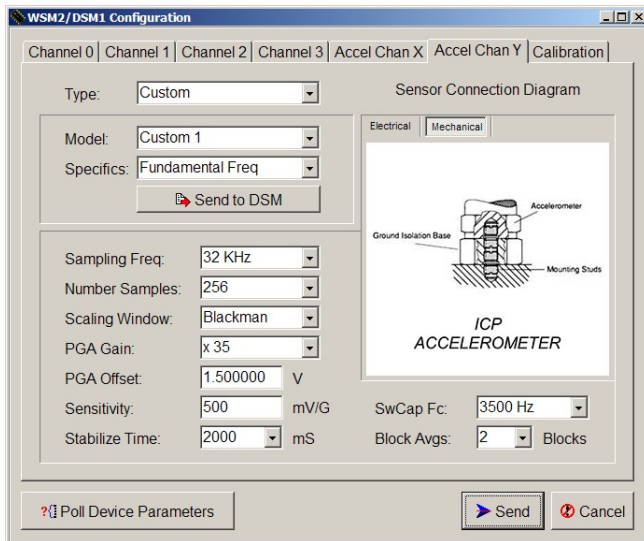 WSM2/DSM1 Configuration
Channel 0 Channel 1 Channel 2 Channel 3 Accel Chan X Accel Chan Y Calibration
Type: Custom
Sensor Connection Diagram
Model: Custom 1
Specifics: Fundamental Freq
Send to DSM
Electrical Mechanical
Accelerometer
Ground Isolation Base
Mounting Studs
ICP
ACCELEROMETER
Sampling Freq: 32 KHz
Number Samples: 256
Scaling Window: Blackman
PGA Gain: x 35
PGA Offset: 1.500000 V
Sensitivity: 500 mV/G
Stabilize Time: 2000 mS
SwCap Fc: 3500 Hz
Block Avgs: 2 Blocks
?{} Poll Device Parameters
Send
Cancel